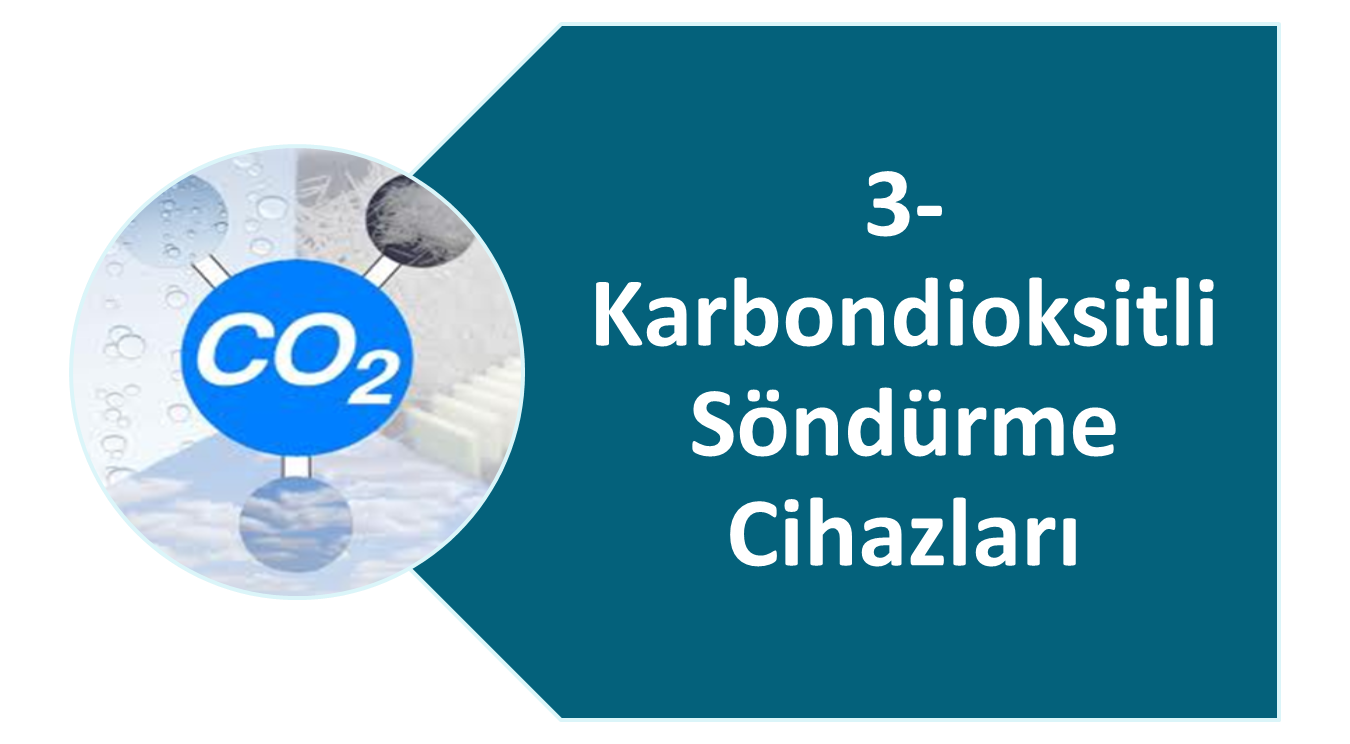 CO₂
3-
Karbondioksitli
Söndürme
Cihazları